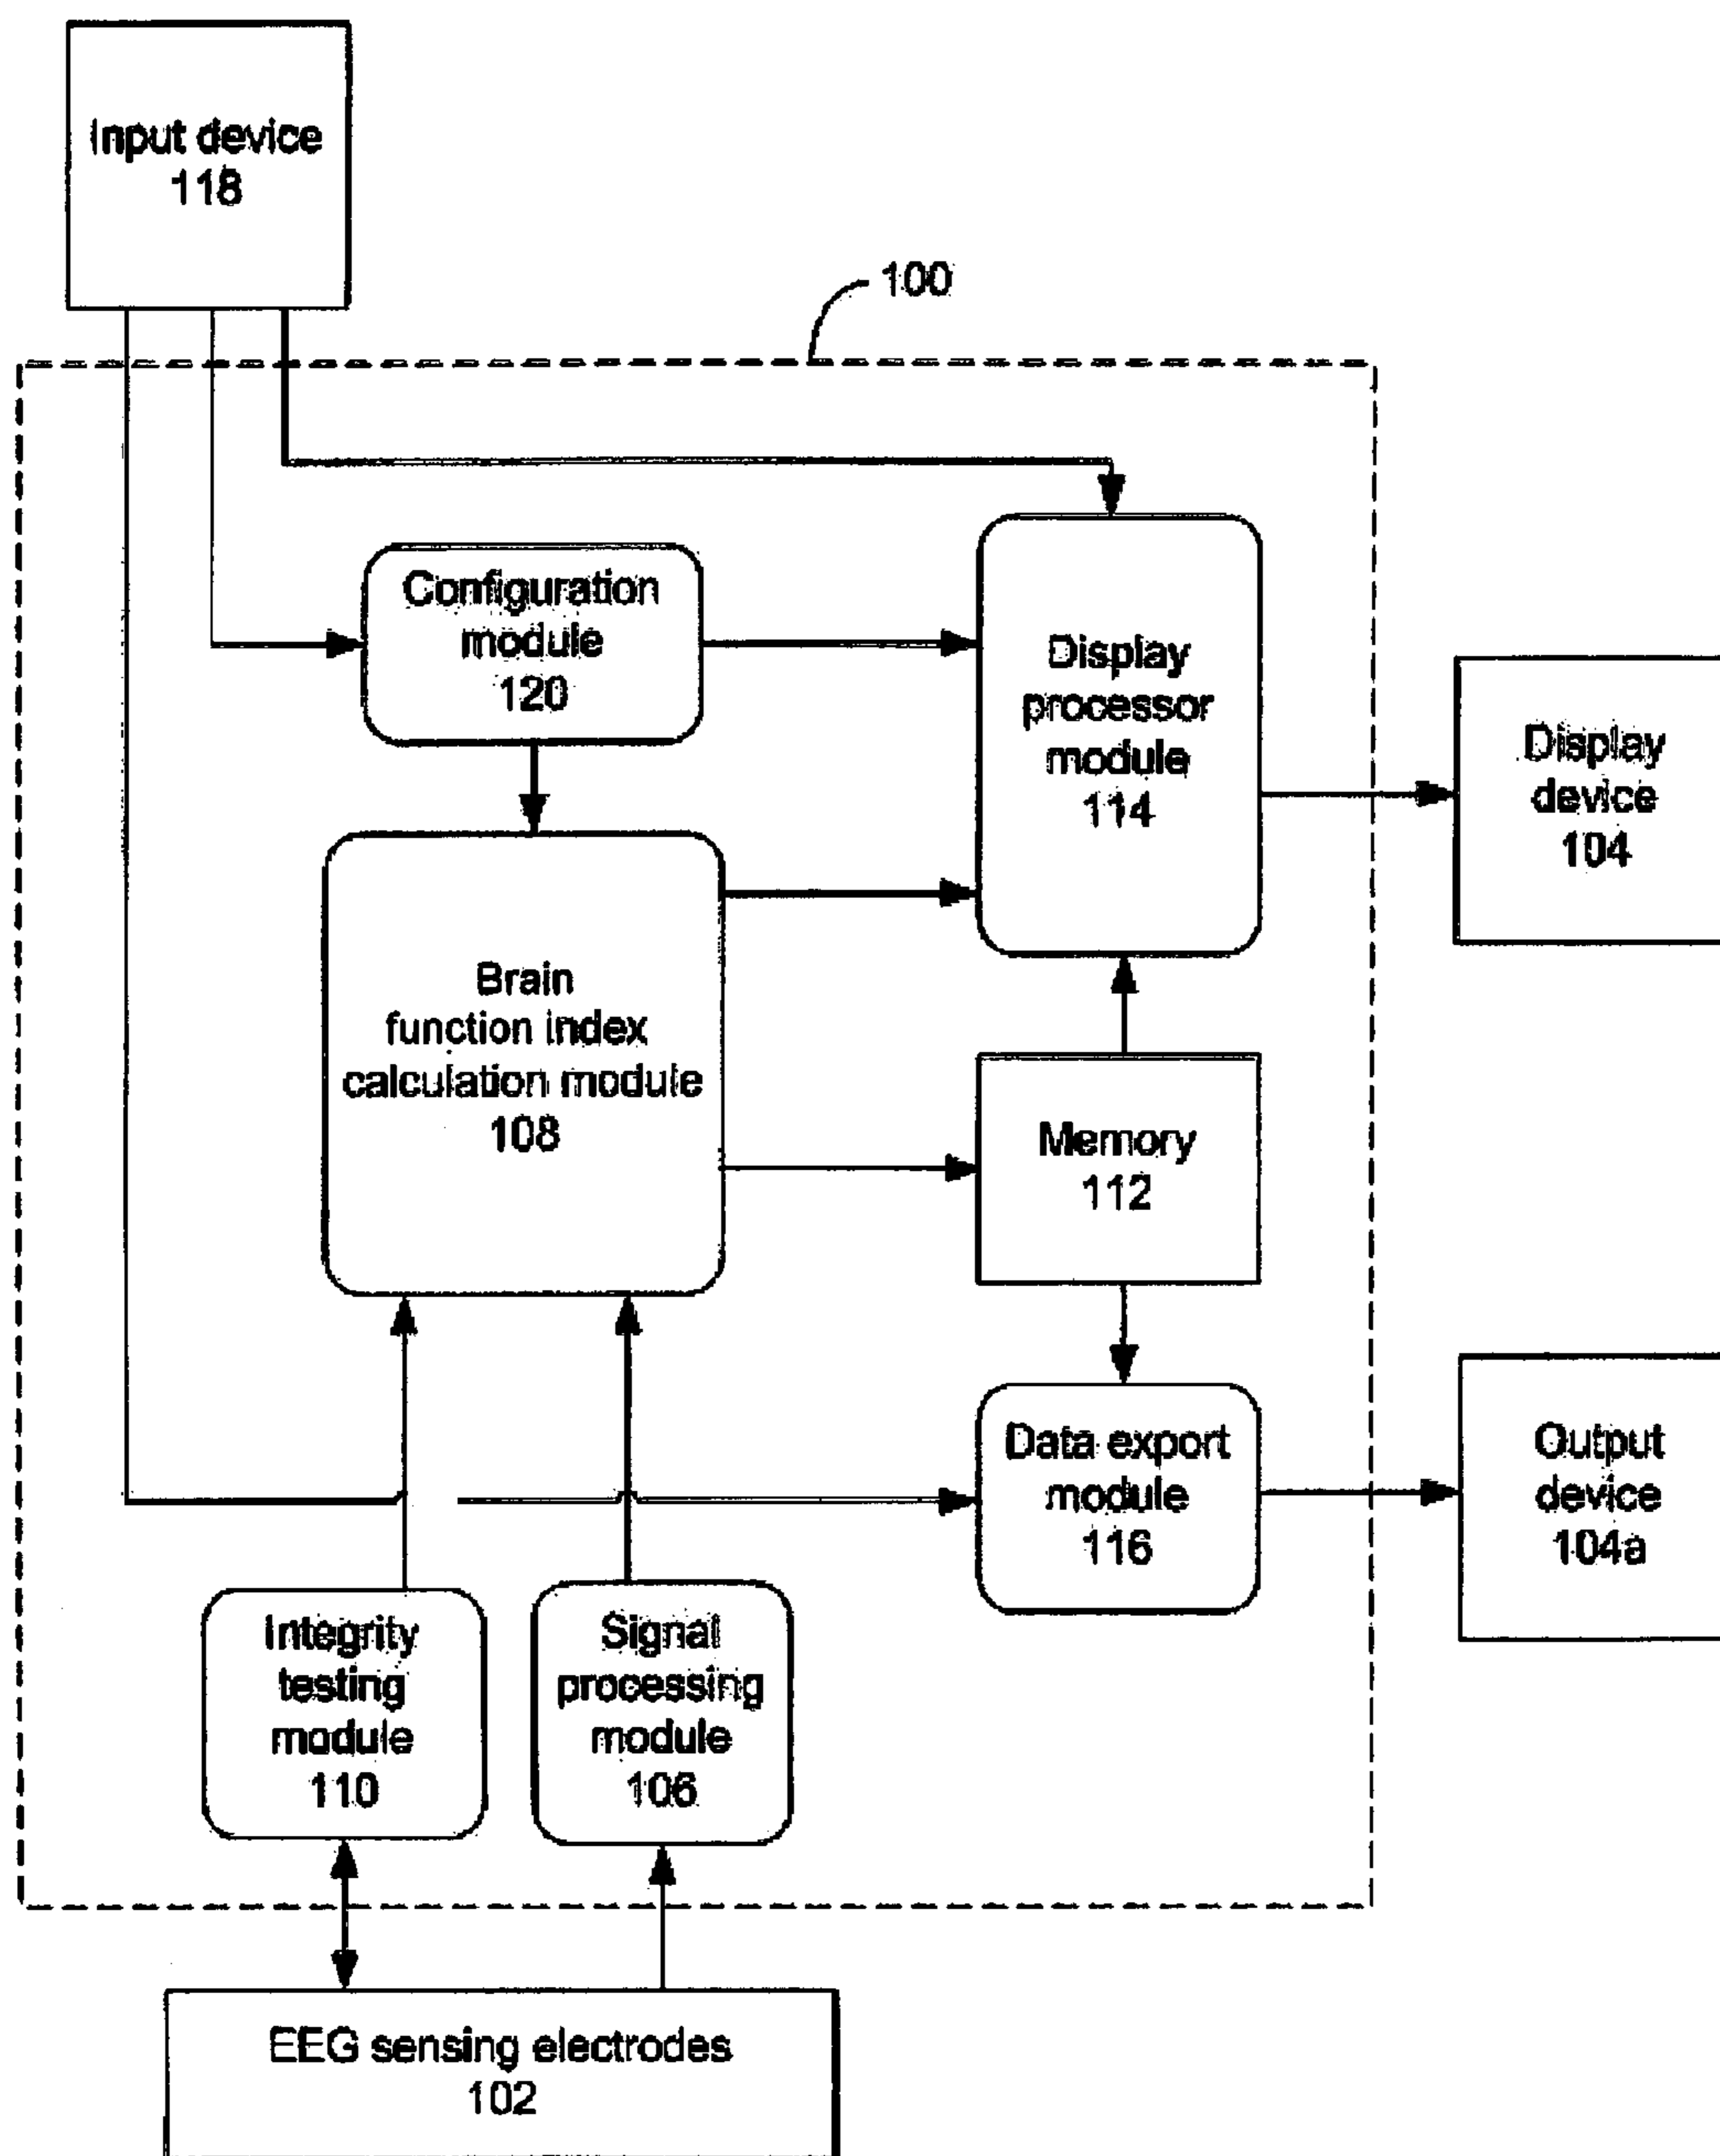 Input device
118
100
Configuration
module
120
Display
processor
module
114
Display
device
104
Brain
function index
calculation module
108
Memory
112
Data export
module
116
Output
device
104a
Integrity
testing
module
110
Signal
processing
module
106
EEG sensing electrodes
102